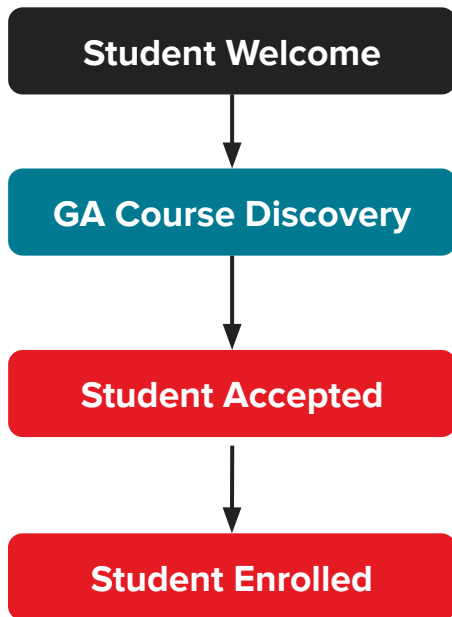 Student Welcome
GA Course Discovery
Student Accepted
Student Enrolled